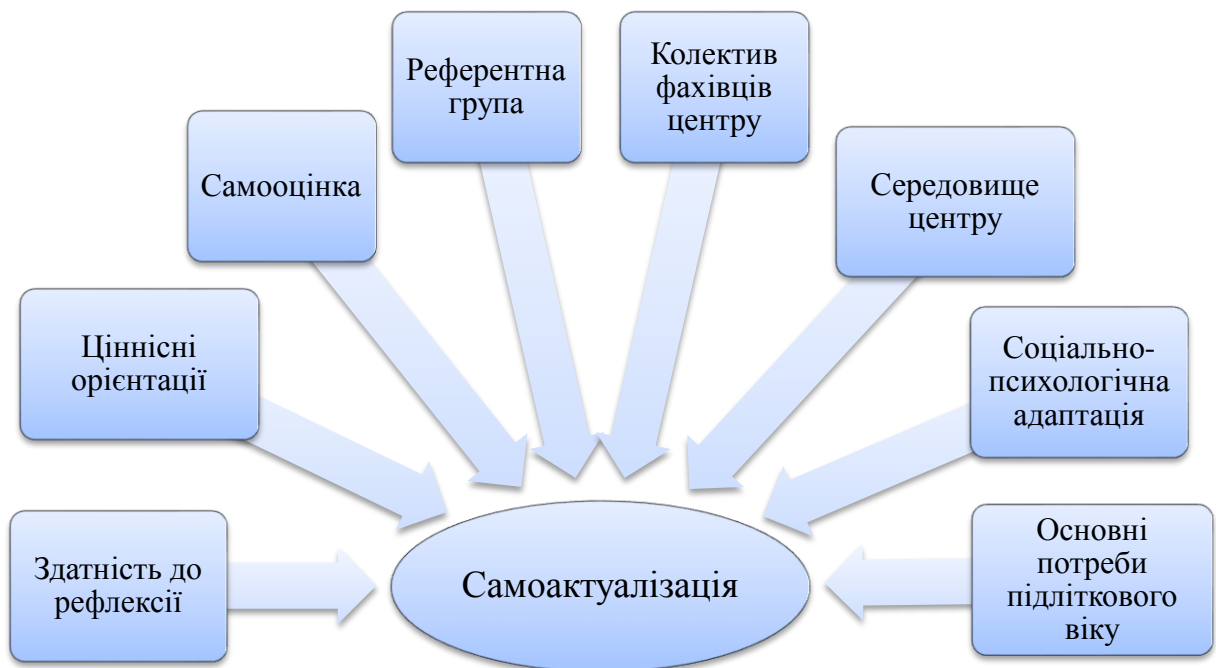 Референтна
група
Колектив
фахівців
центру
Самооцінка
Середовище
центру
Ціннісні
орієнтації
Соціально-
психологічна
адаптація
Здатність до
рефлексії
Самоактуалізація
Основні
потреби
підліткового
віку